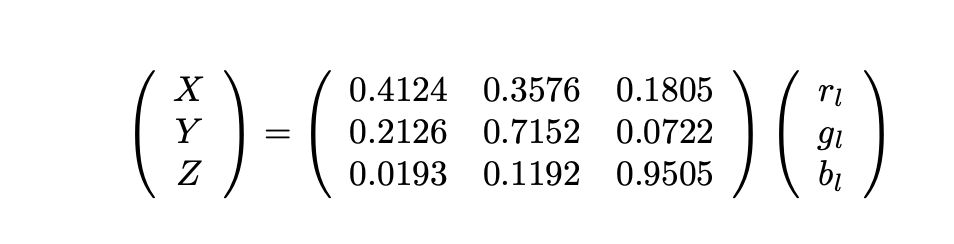 X 0.4124 0.3576 0.1805 r_l
Y = 0.2126 0.7152 0.0722 g_l
Z 0.0193 0.1192 0.9505 b_l